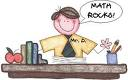 MATH
ROCKS!
Mr. D.